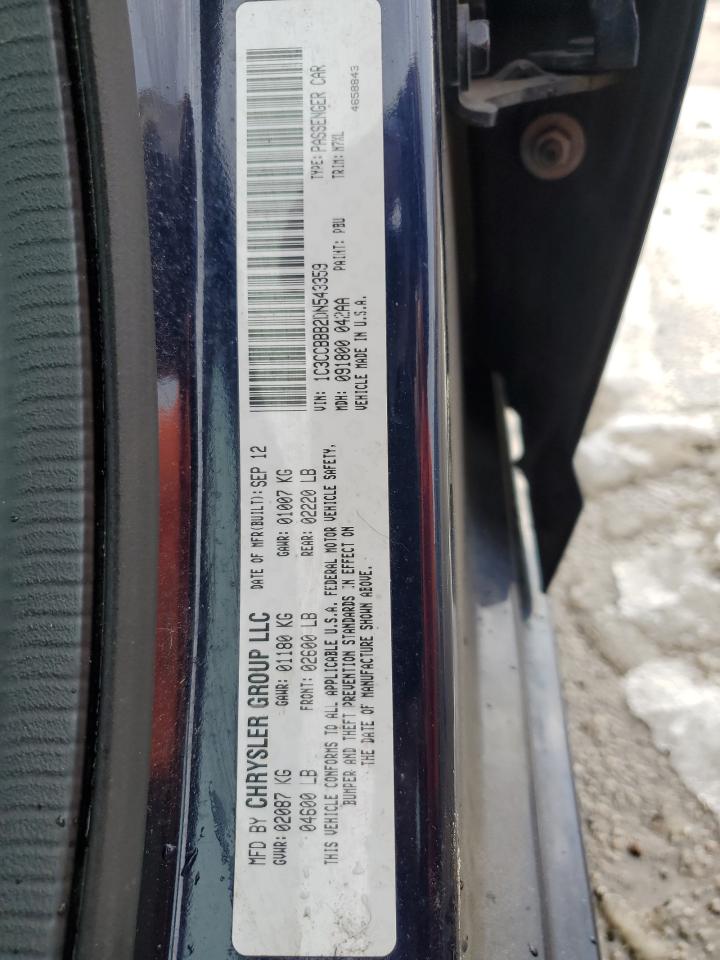 MFD BY CHRYSLER GROUP LLC DATE OF MFR(BUILT): SEP 12
GVWR: 02087 KG GAWR: 01180 KG GAWR: 01007 KG
04600 LB FRONT: 02600 LB REAR: 02220 LB
THIS VEHICLE CONFORMS TO ALL APPLICABLE U.S.A. FEDERAL MOTOR VEHICLE SAFETY,
BUMPER AND THEFT PREVENTION STANDARDS IN EFFECT ON
THE DATE OF MANUFACTURE SHOWN ABOVE.
VIN: 1C3CCBBB2DN543359 TYPE: PASSENGER CAR
MDH: 091800 042AA PAINT: PBU TRIM: N7XL
VEHICLE MADE IN U.S.A. 4658843